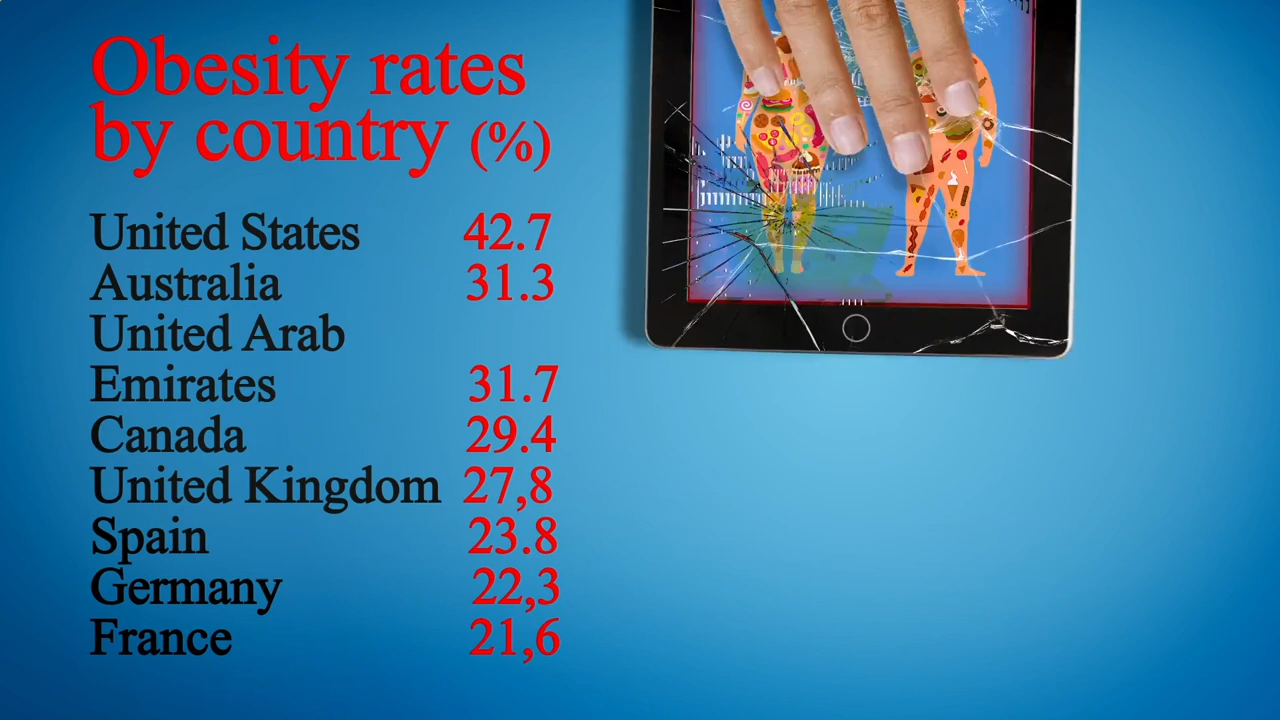 Obesity rates
by country (%)
United States 42.7
Australia 31.3
United Arab
Emirates 31.7
Canada 29.4
United Kingdom 27,8
Spain 23.8
Germany 22,3
France 21,6